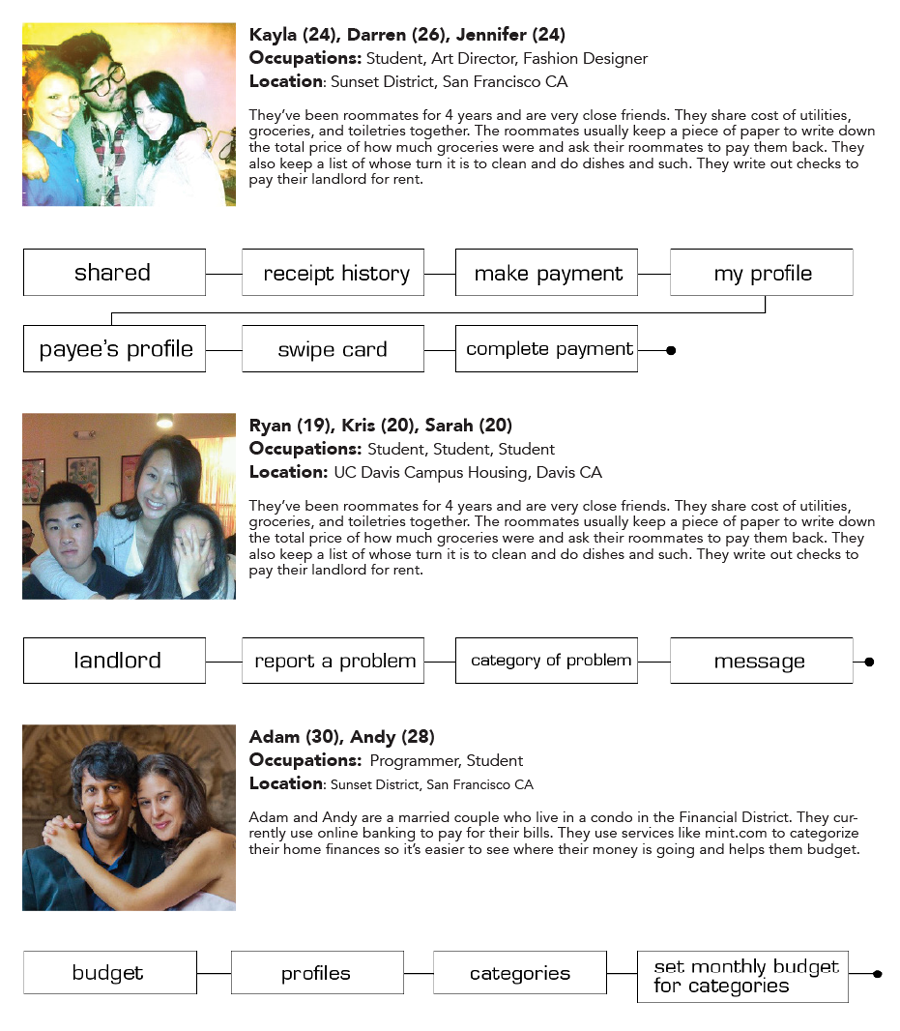 Kayla (24), Darren (26), Jennifer (24)
Occupations: Student, Art Director, Fashion Designer
Location: Sunset District, San Francisco CA
They've been roommates for 4 years and are very close friends. They share cost of utilities,
groceries, and toiletries together. The roommates usually keep a piece of paper to write down
the total price of how much groceries were and ask their roommates to pay them back. They
also keep a list of whose turn it is to clean and do dishes and such. They write out checks to
pay their landlord for rent.
shared
receipt history
make payment
my profile
payee's profile
swipe card
complete payment
Ryan (19), Kris (20), Sarah (20)
Occupations: Student, Student, Student
Location: UC Davis Campus Housing, Davis CA
They've been roommates for 4 years and are very close friends. They share cost of utilities,
groceries, and toiletries together. The roommates usually keep a piece of paper to write down
the total price of how much groceries were and ask their roommates to pay them back. They
also keep a list of whose turn it is to clean and do dishes and such. They write out checks to
pay their landlord for rent.
landlord
report a problem
category of problem
message
Adam (30), Andy (28)
Occupations: Programmer, Student
Location: Sunset District, San Francisco CA
Adam and Andy are a married couple who live in a condo in the Financial District. They cur-
rently use online banking to pay for their bills. They use services like mint.com to categorize
their home finances so it's easier to see where their money is going and helps them budget.
budget
profiles
categories
set monthly budget
for categories